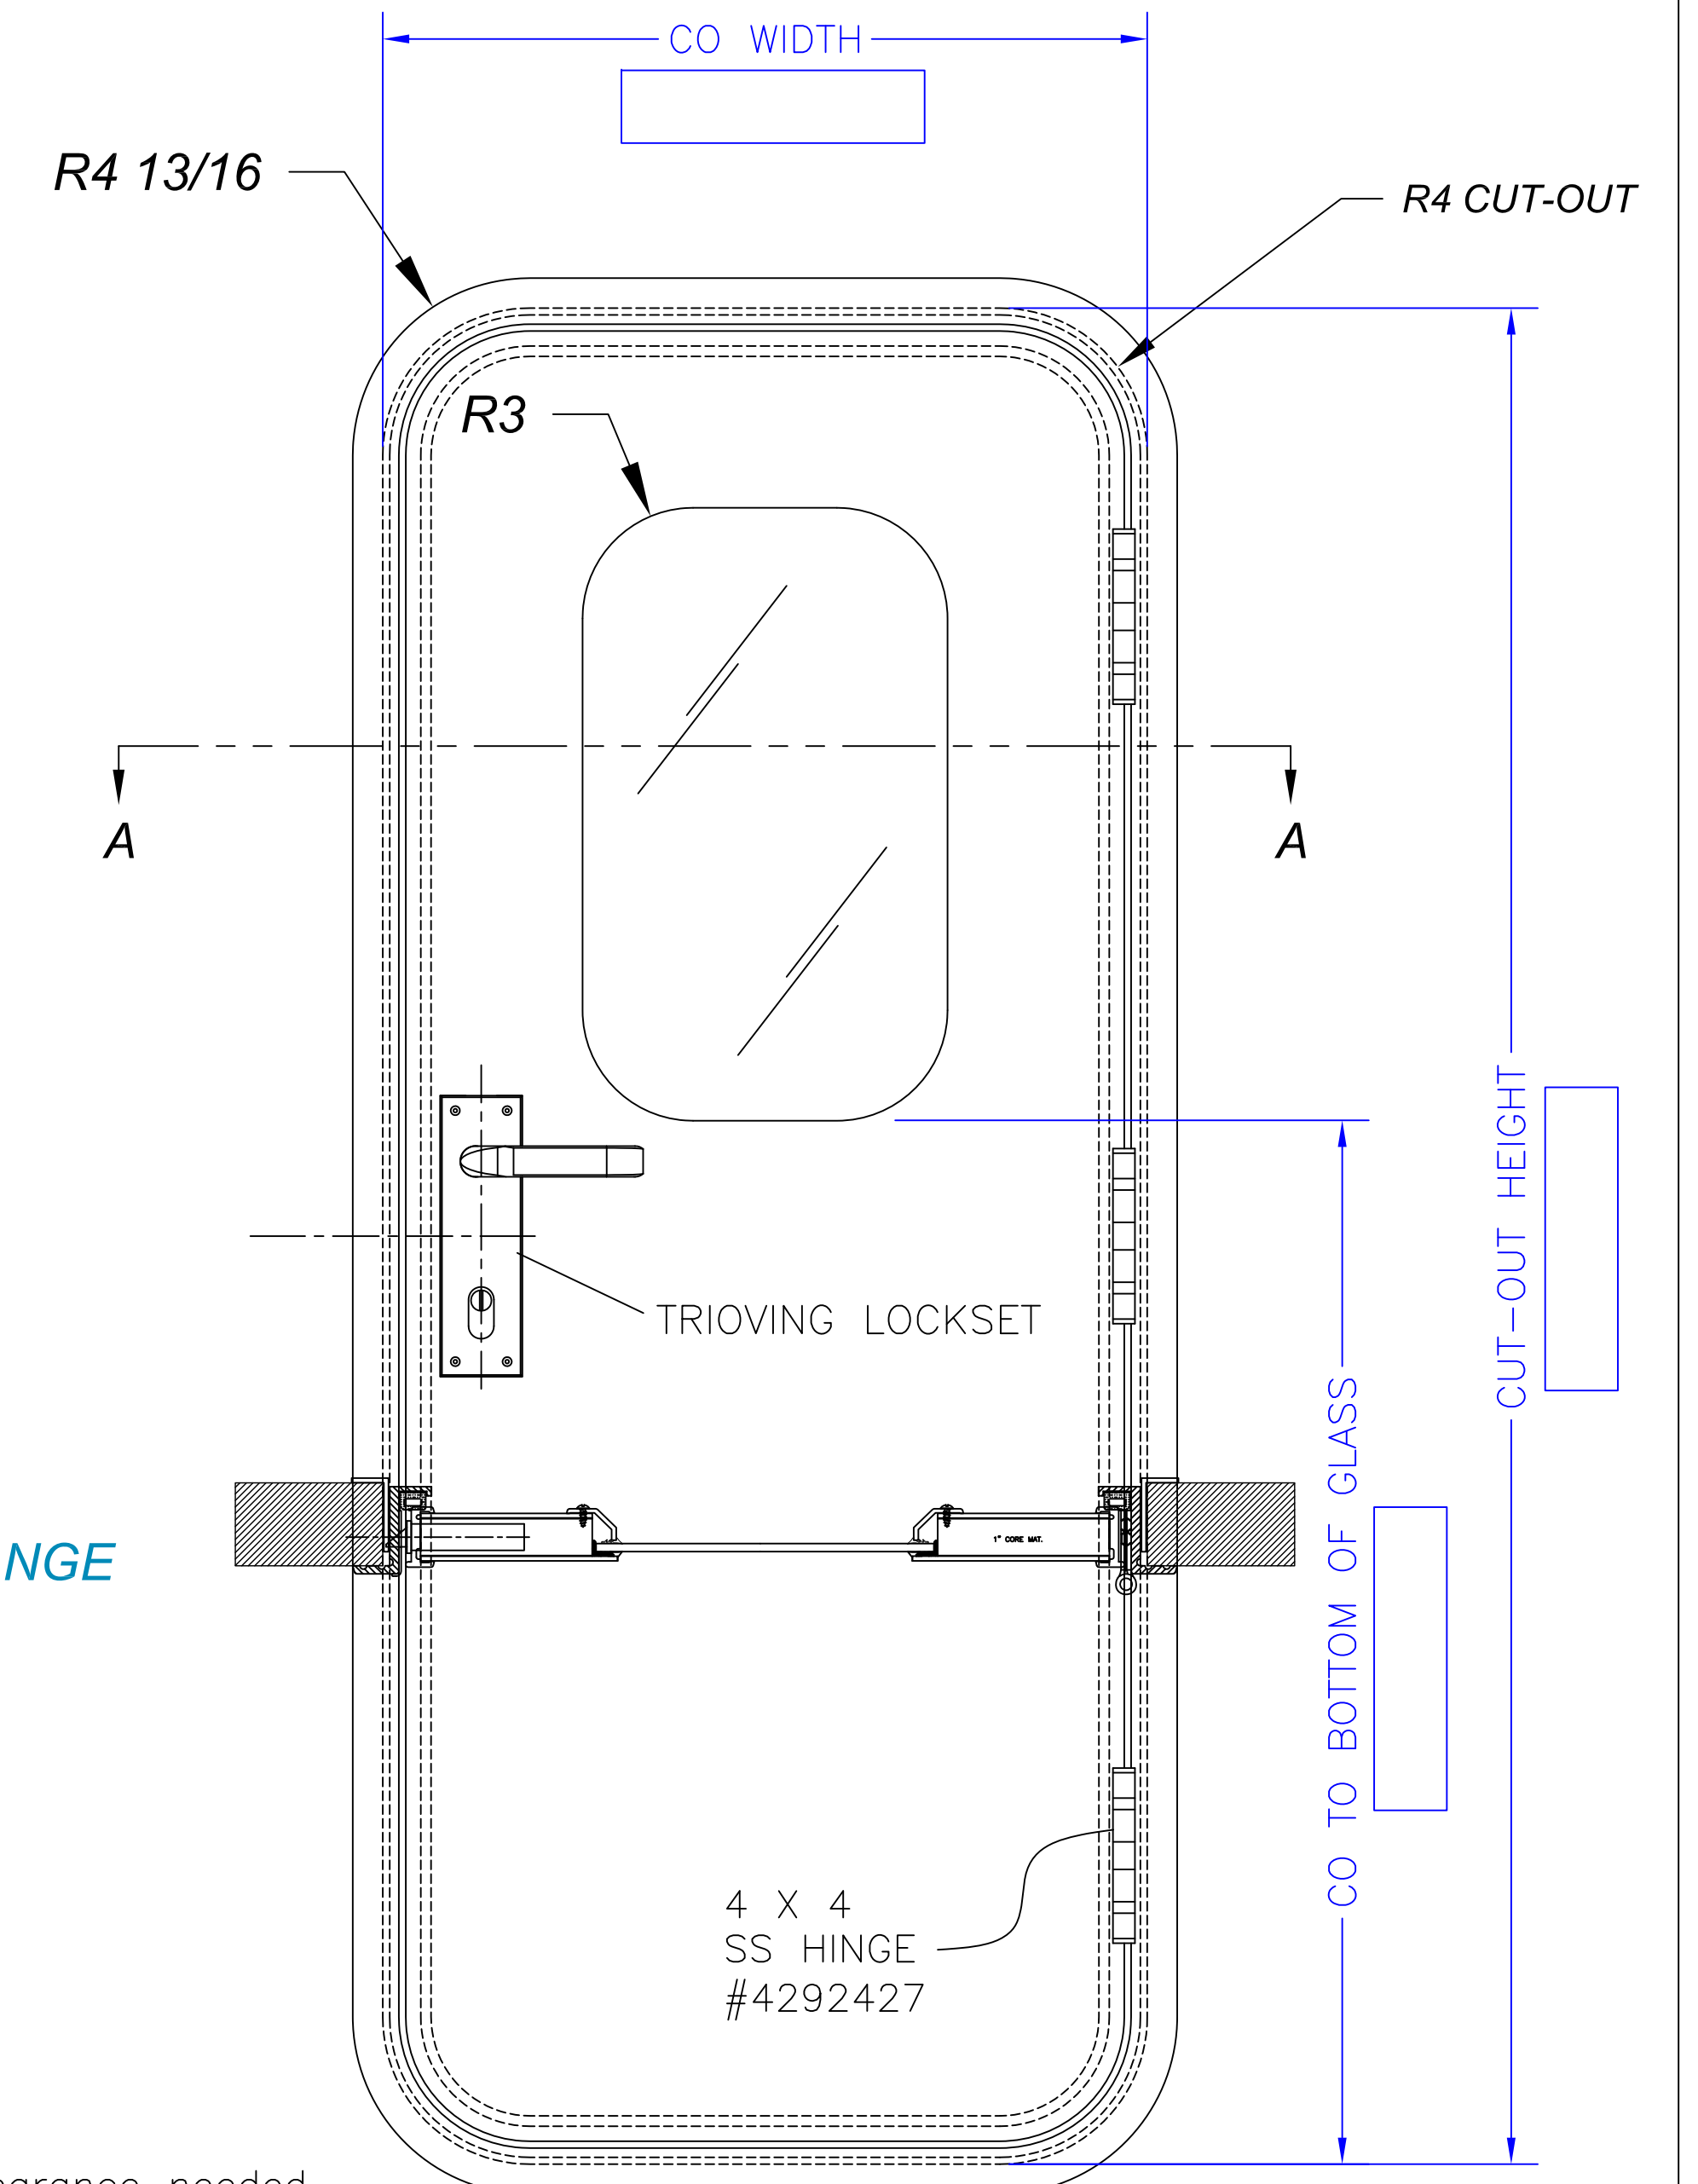 CO WIDTH
R4 13/16
R4 CUT-OUT
R3
A
A
TRIOVING LOCKSET
CUT-OUT HEIGHT
CO TO BOTTOM OF GLASS
1" CORE MAT.
NGE
4 X 4
SS HINGE
#4292427
needed